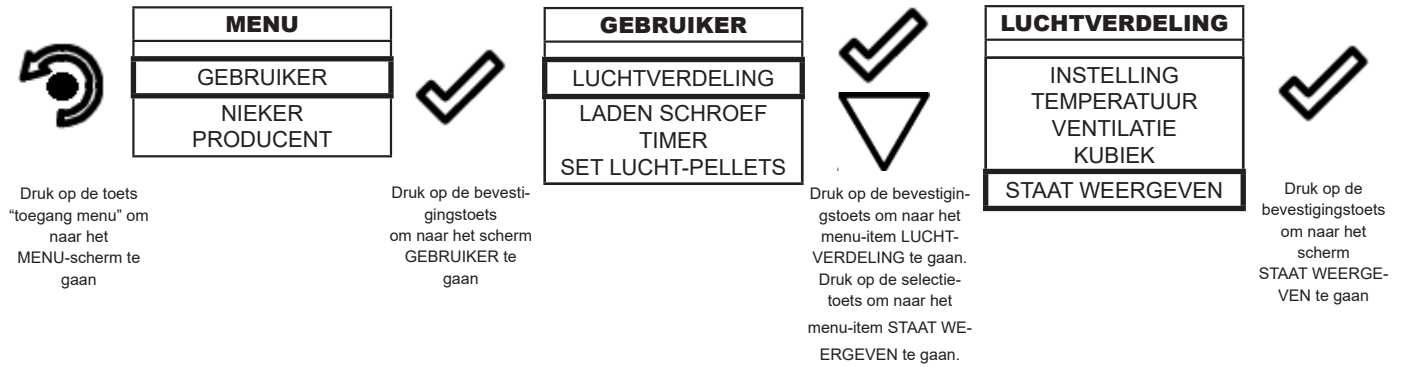 MENU
GEBRUIKER
NIEKER
PRODUCENT
Druk op de toets
“toegang menu” om
naar het
MENU-scherm te
gaan
Druk op de bevesti-
gingstoets
om naar het scherm
GEBRUIKER te
gaan
GEBRUIKER
LUCHTVERDELING
LADEN SCHROEF
TIMER
SET LUCHT-PELLETS
Druk op de bevestigin-
gstoets om naar het
menu-item LUCHT-
VERDELING te gaan.
Druk op de selectie-
toets om naar het
menu-item STAAT WE-
ERGEVEN te gaan.
LUCHTVERDELING
INSTELLING
TEMPERATUUR
VENTILATIE
KUBIEK
STAAT WEERGEVEN
Druk op de
bevestigingstoets
om naar het
scherm
STAAT WEERGE-
VEN te gaan